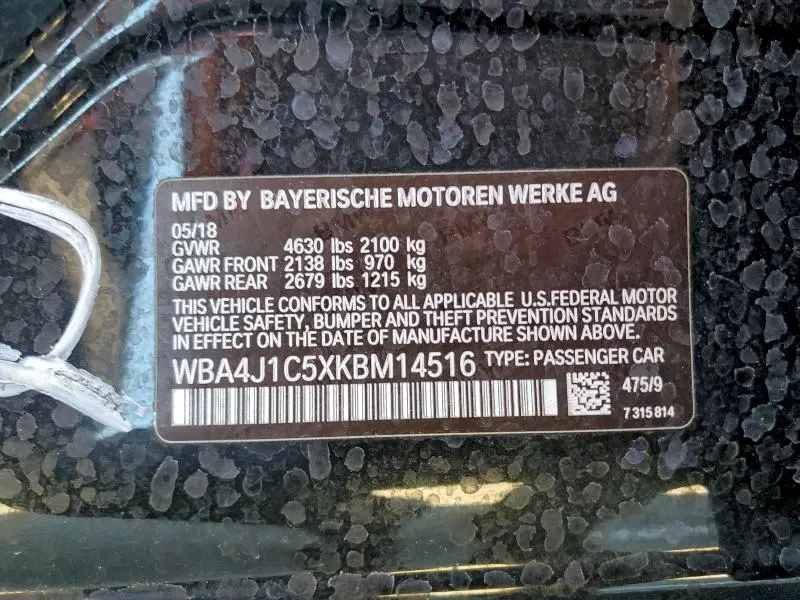 MFD BY BAYERISCHE MOTOREN WERKE AG
05/18
GVWR 4630 lbs 2100 kg
GAWR FRONT 2138 lbs 970 kg
GAWR REAR 2679 lbs 1215 kg
THIS VEHICLE CONFORMS TO ALL APPLICABLE U.S.FEDERAL MOTOR
VEHICLE SAFETY, BUMPER AND THEFT PREVENTION STANDARDS
IN EFFECT ON THE DATE OF MANUFACTURE SHOWN ABOVE.
WBA4J1C5XKBM14516 TYPE: PASSENGER CAR
475/9
7 315 814